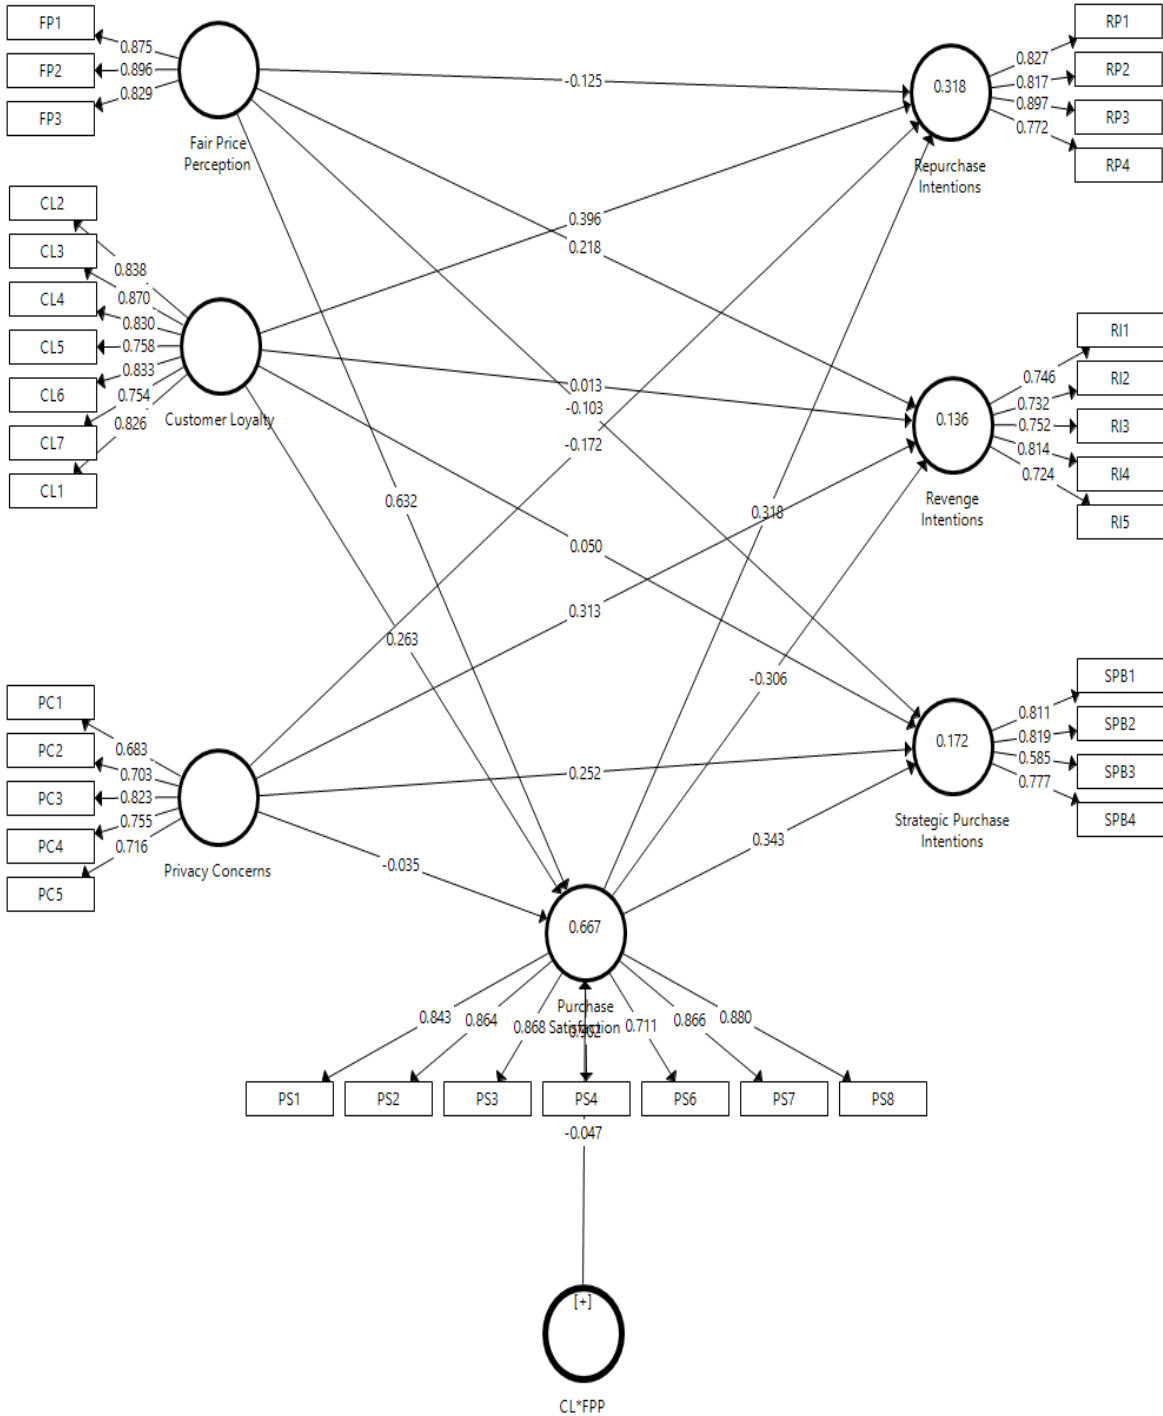 FP1
FP2
FP3
0.875
0.896
0.829
Fair Price
Perception
-0.125
0.318
Repurchase
Intentions
RP1
RP2
RP3
RP4
0.827
0.817
0.897
0.772
CL2
CL3
CL4
CL5
CL6
CL7
CL1
0.838
0.870
0.830
0.758
0.833
0.754
0.826
Customer Loyalty
0.396
0.218
0.013
-0.103
-0.172
0.632
0.318
0.050
0.313
0.263
-0.306
0.136
Revenge
Intentions
RI1
RI2
RI3
RI4
RI5
0.746
0.732
0.752
0.814
0.724
PC1
PC2
PC3
PC4
PC5
0.683
0.703
0.823
0.755
0.716
Privacy Concerns
0.252
-0.035
0.343
0.172
Strategic Purchase
Intentions
SPB1
SPB2
SPB3
SPB4
0.811
0.819
0.585
0.777
0.667
Purchase
Satisfaction
0.843
0.864
0.868
0.711
0.866
0.880
PS1
PS2
PS3
PS4
PS6
PS7
PS8
-0.047
[+]
CL*FPP